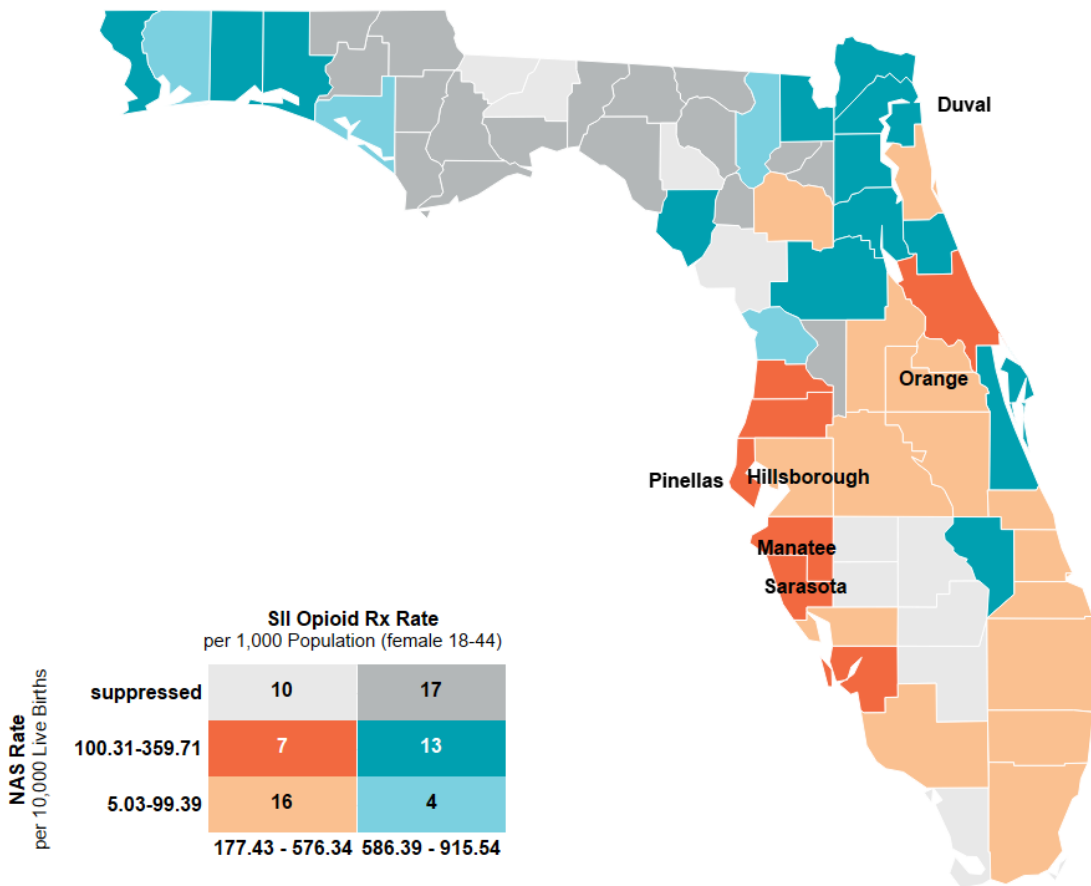 Duval
Orange
Pinellas
Hillsborough
Manatee
Sarasota
SII Opioid Rx Rate
per 1,000 Population (female 18-44)
NAS Rate
per 10,000 Live Births
suppressed 10 17
100.31-359.71 7 13
5.03-99.39 16 4
177.43 - 576.34 586.39 - 915.54